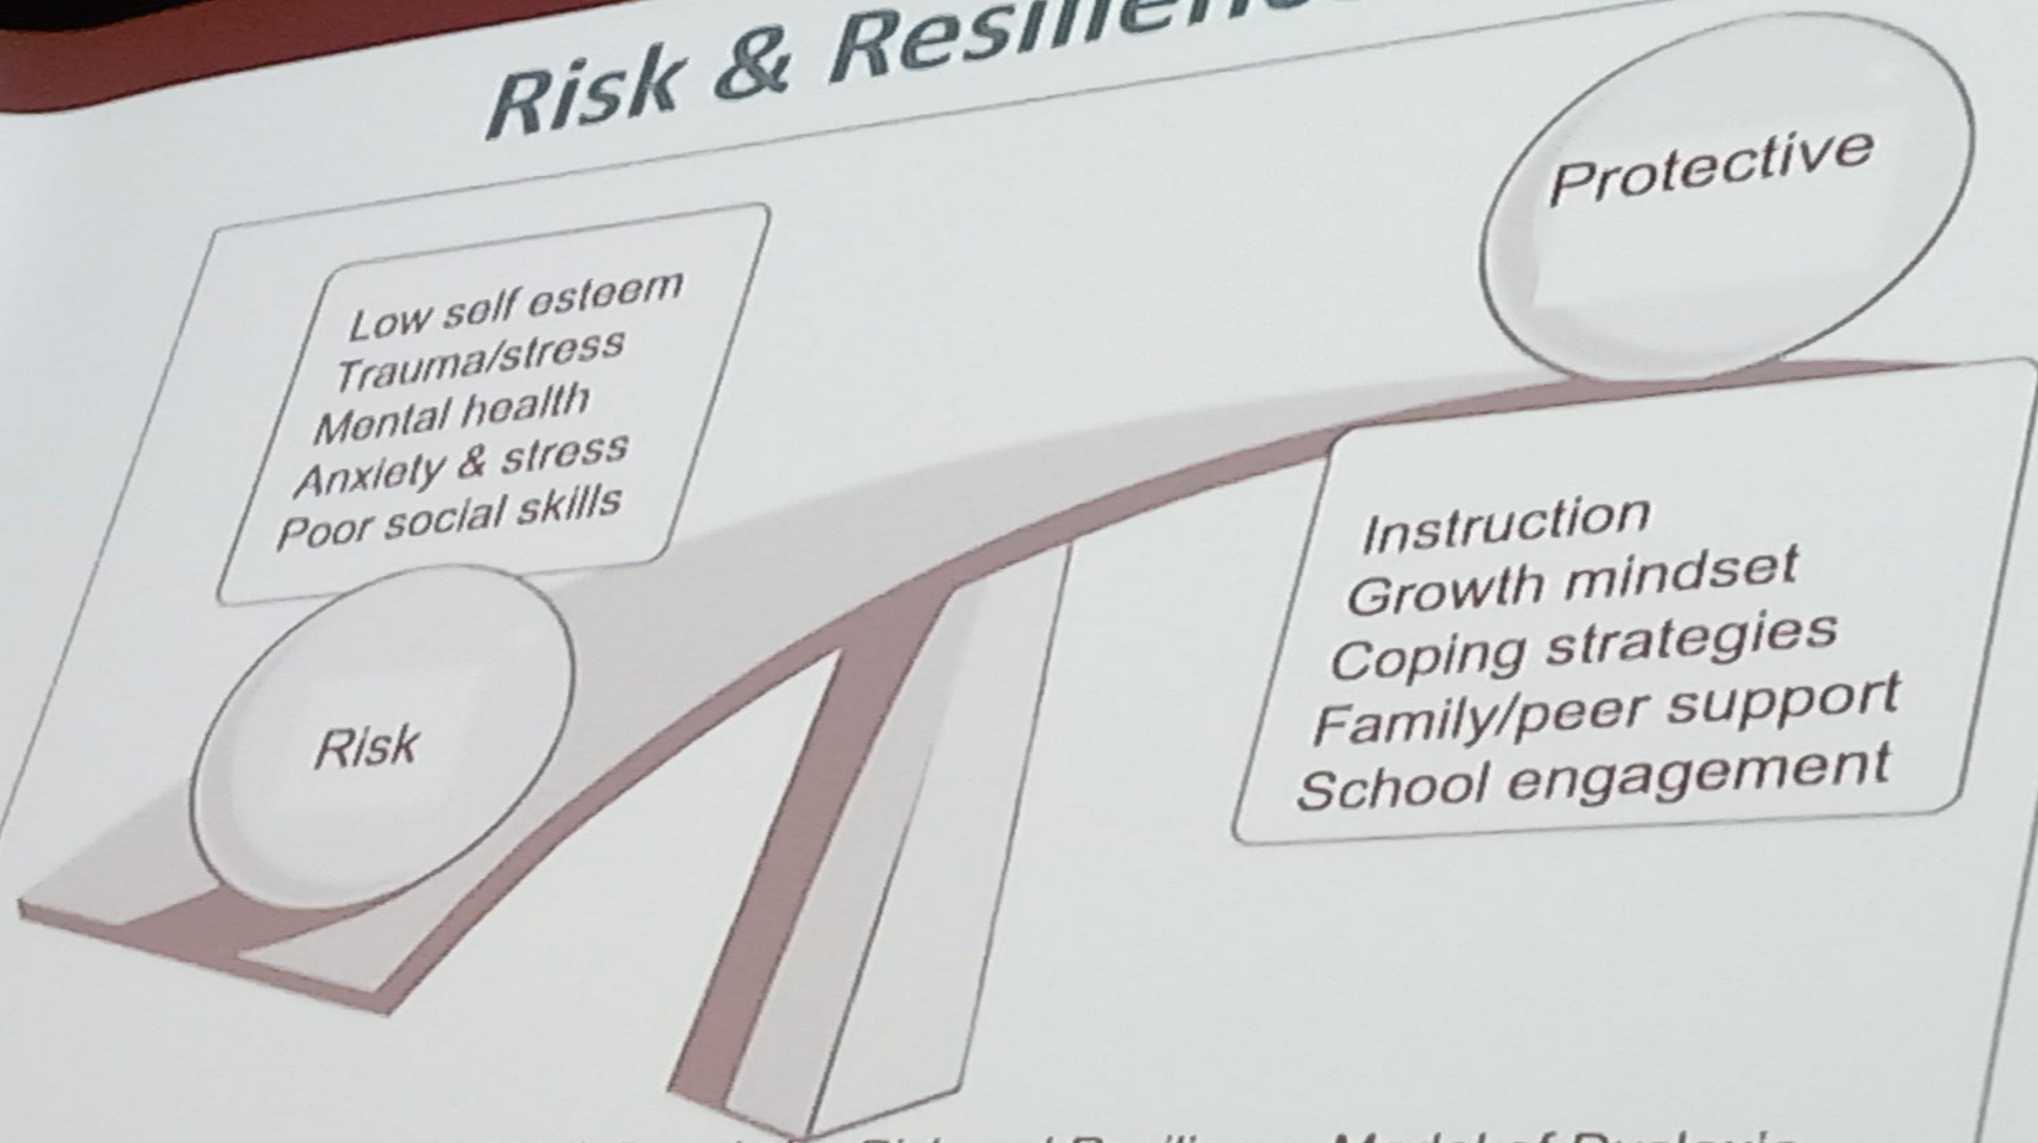 Risk & Resilience
Protective
Low self esteem
Trauma/stress
Mental health
Anxiety & stress
Poor social skills
Risk
Instruction
Growth mindset
Coping strategies
Family/peer support
School engagement